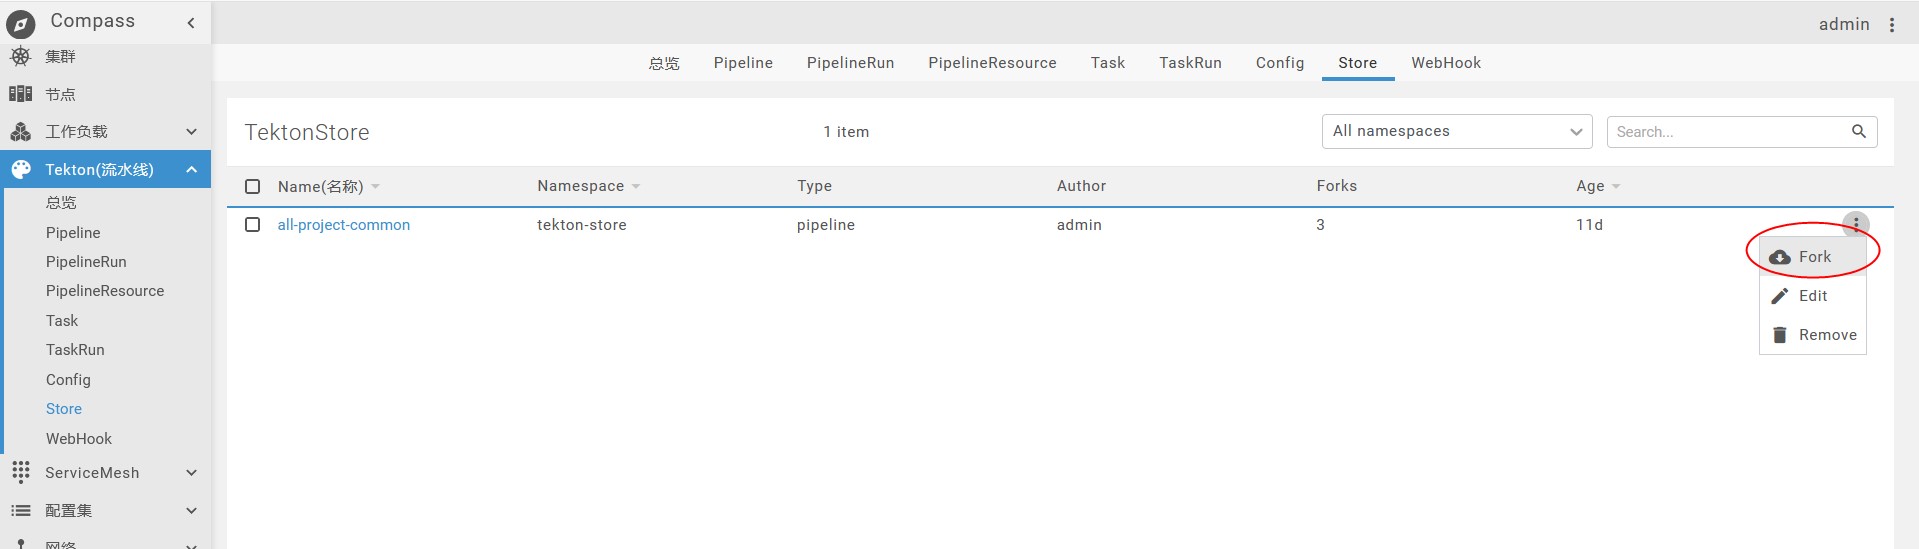 Compass
admin
集群
节点
工作负载
Tekton(流水线)
总览
Pipeline
PipelineRun
PipelineResource
Task
TaskRun
Config
Store
WebHook
ServiceMesh
配置集
网络
总览 Pipeline PipelineRun PipelineResource Task TaskRun Config Store WebHook
TektonStore 1 item All namespaces Search...
Name(名称) Namespace Type Author Forks Age
all-project-common tekton-store pipeline admin 3 11d
Fork
Edit
Remove